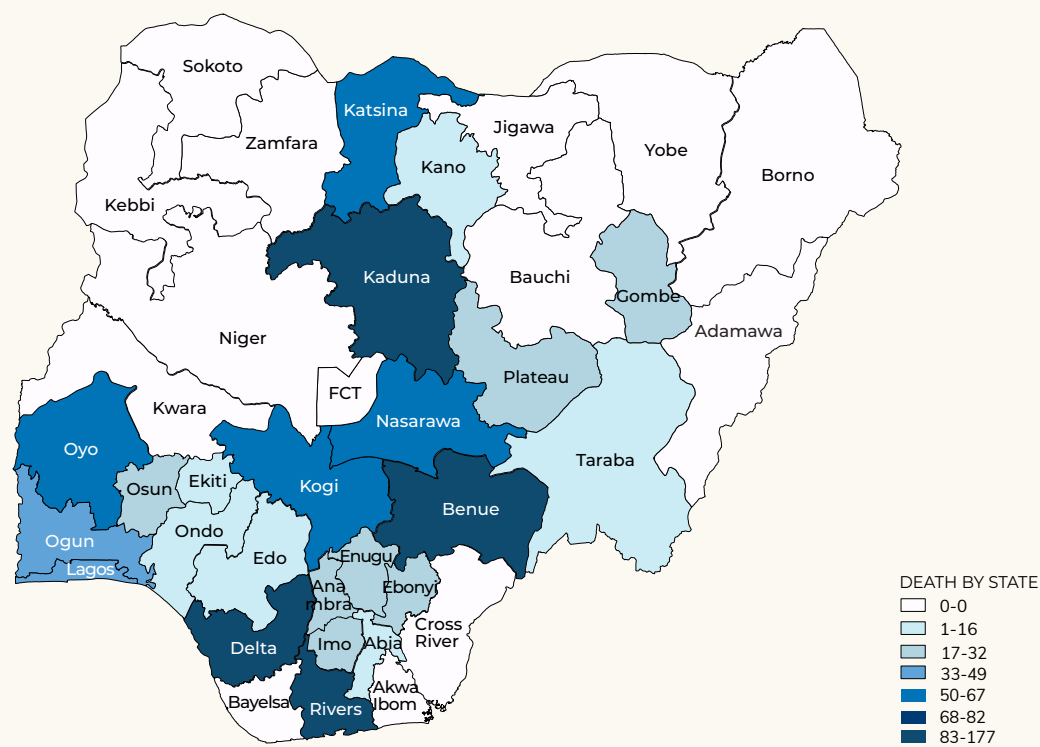 Sokoto
Katsina
Zamfara
Jigawa
Yobe
Kano
Borno
Kebbi
Kaduna
Bauchi
Gombe
Adamawa
Niger
Plateau
FCT
Kwara
Nasarawa
Oyo
Taraba
Osun
Ekiti
Kogi
Benue
Ondo
Ogun
Edo
Enugu
Lagos
Ana
mbra
Ebonyi
Cross
River
Delta
Imo
Abia
Akwa
Ibom
Bayelsa
Rivers
DEATH BY STATE
0-0
1-16
17-32
33-49
50-67
68-82
83-177